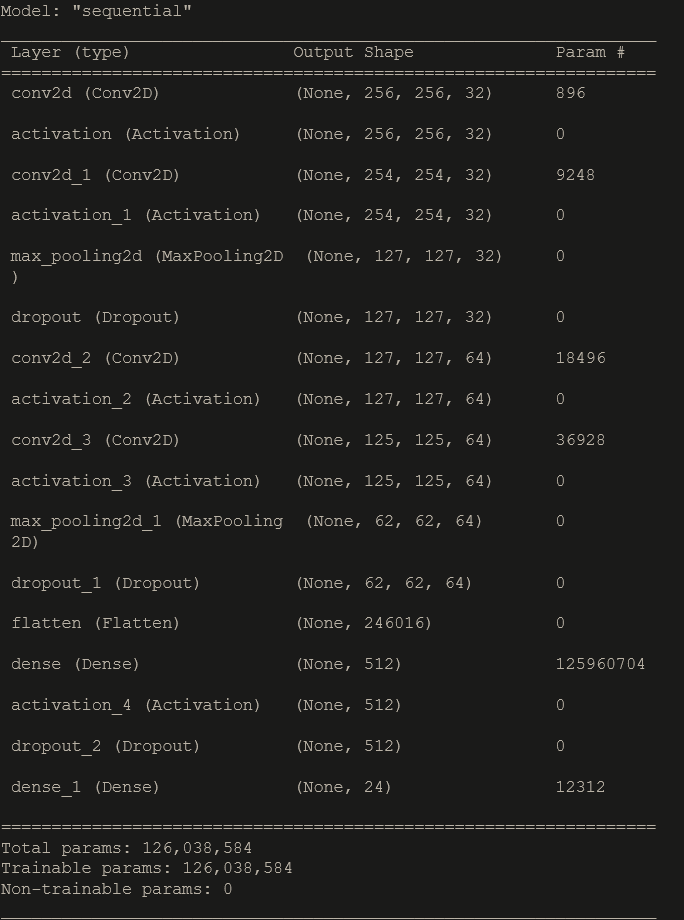 Model: "sequential"
_________________________________________________________________
Layer (type) Output Shape Param #
=================================================================
conv2d (Conv2D) (None, 256, 256, 32) 896
activation (Activation) (None, 256, 256, 32) 0
conv2d_1 (Conv2D) (None, 254, 254, 32) 9248
activation_1 (Activation) (None, 254, 254, 32) 0
max_pooling2d (MaxPooling2D (None, 127, 127, 32) 0
)
dropout (Dropout) (None, 127, 127, 32) 0
conv2d_2 (Conv2D) (None, 127, 127, 64) 18496
activation_2 (Activation) (None, 127, 127, 64) 0
conv2d_3 (Conv2D) (None, 125, 125, 64) 36928
activation_3 (Activation) (None, 125, 125, 64) 0
max_pooling2d_1 (MaxPooling (None, 62, 62, 64) 0
2D)
dropout_1 (Dropout) (None, 62, 62, 64) 0
flatten (Flatten) (None, 246016) 0
dense (Dense) (None, 512) 125960704
activation_4 (Activation) (None, 512) 0
dropout_2 (Dropout) (None, 512) 0
dense_1 (Dense) (None, 24) 12312
=================================================================
Total params: 126,038,584
Trainable params: 126,038,584
Non-trainable params: 0
_________________________________________________________________